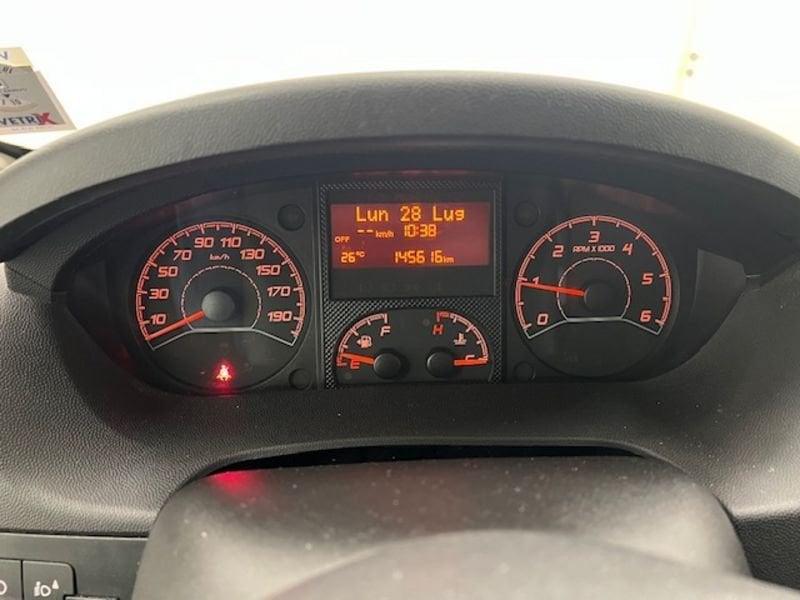 VETRIX
Lun 28 Lug
-- km/h 10:38
OFF
26°C 145616 km
10 30 50 70 90 110 130 150 170 190
km/h
0 1 2 3 4 5 6
RPM X 1000
F
E
H
C